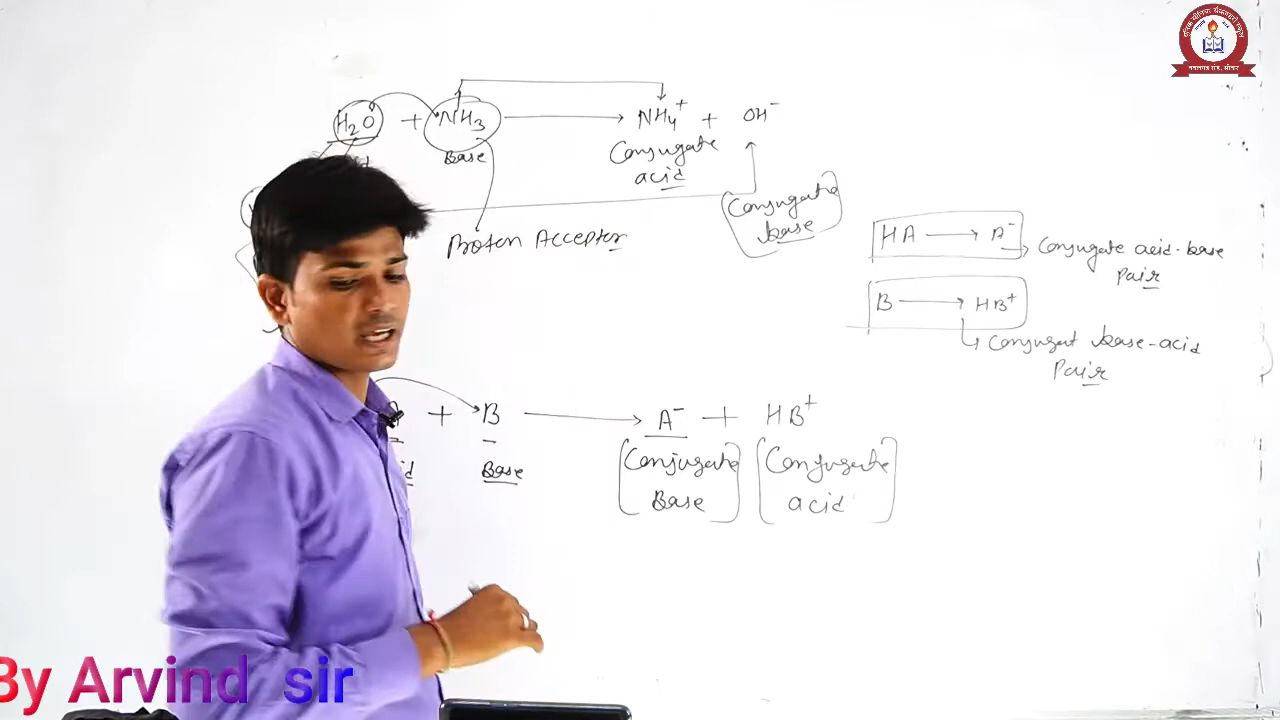 H₂O + NH₃ → NH₄⁺ + OH⁻
Base
Conjugate
acid
Conjugate
base
Proton Acceptor
HA → A⁻
Conjugate acid-base
Pair
B → HB⁺
Conjugat base-acid
Pair
+ B → A⁻ + HB⁺
Base
Conjugate
Base
Conjugate
acid
By Arvind sir